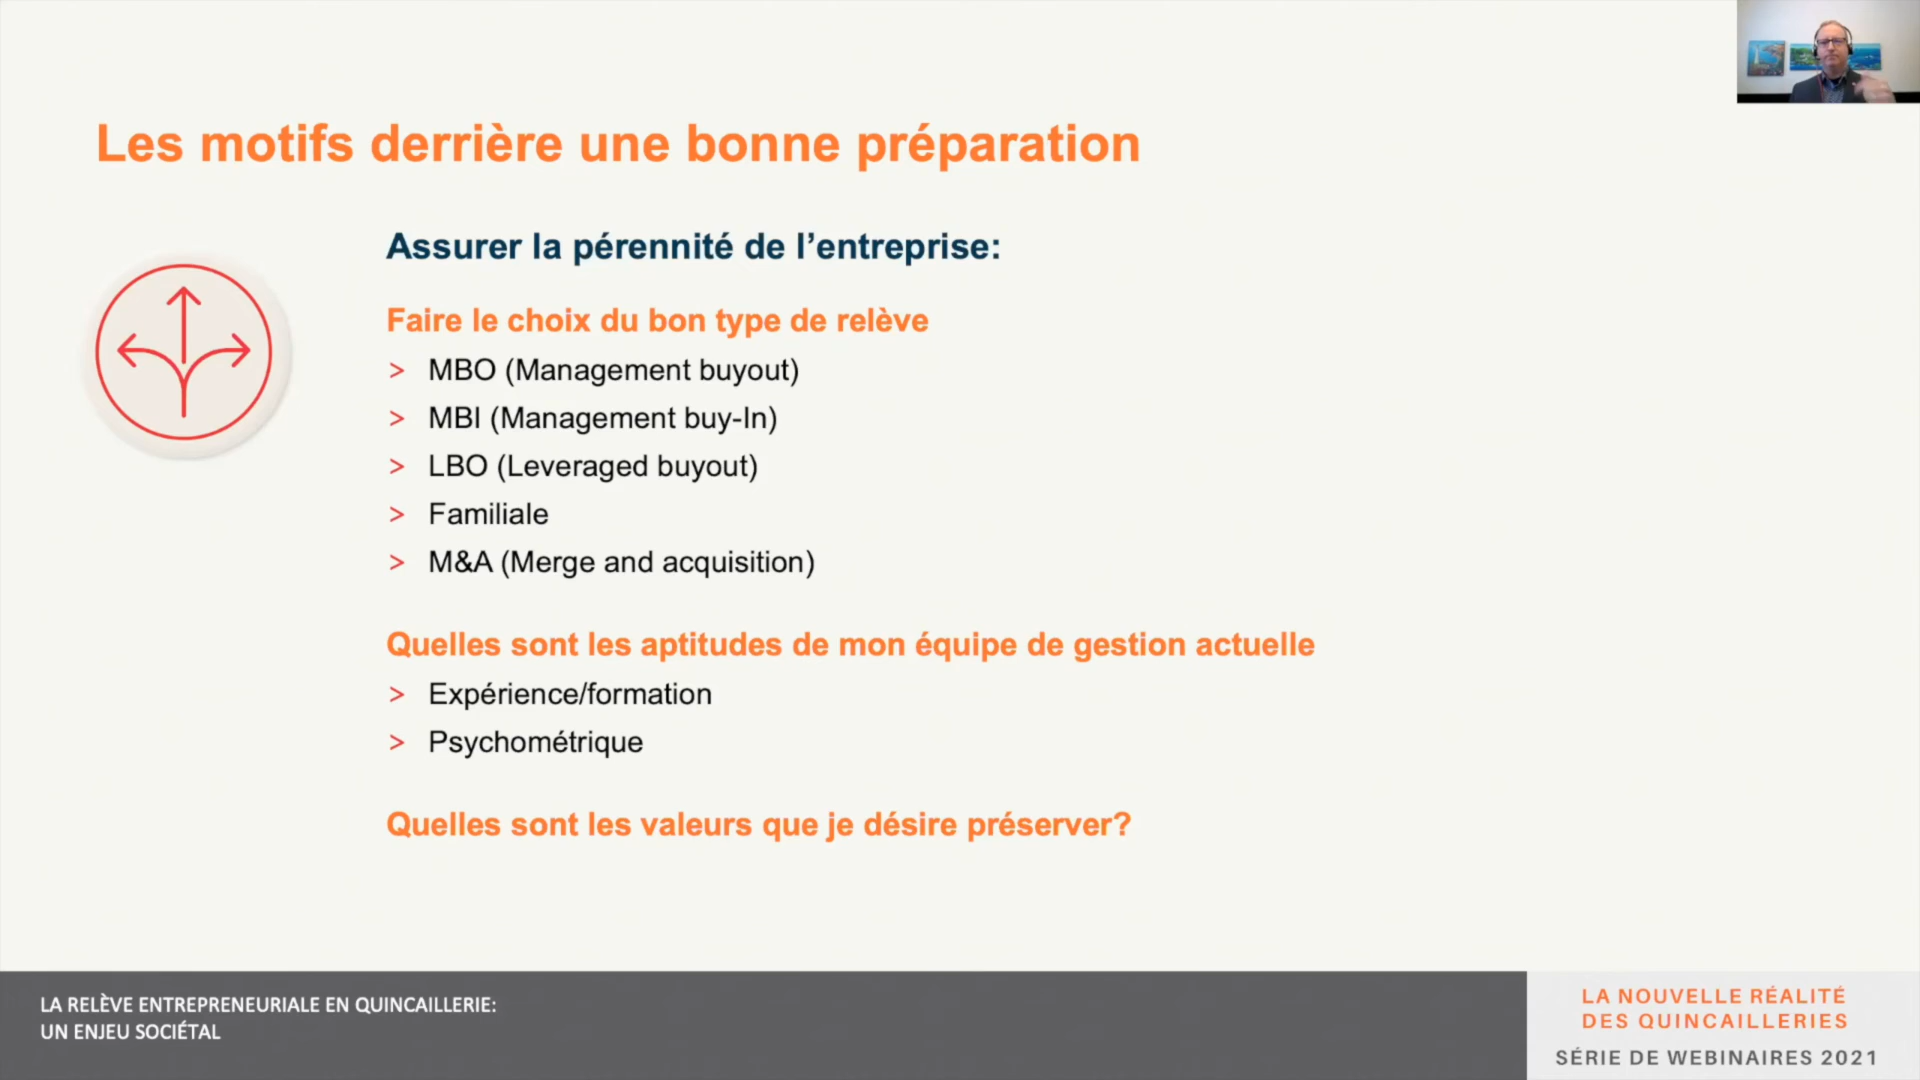 Les motifs derrière une bonne préparation
Assurer la pérennité de l’entreprise:
Faire le choix du bon type de relève
> MBO (Management buyout)
> MBI (Management buy-In)
> LBO (Leveraged buyout)
> Familiale
> M&A (Merge and acquisition)
Quelles sont les aptitudes de mon équipe de gestion actuelle
> Expérience/formation
> Psychométrique
Quelles sont les valeurs que je désire préserver?
LA RELÈVE ENTREPRENEURIALE EN QUINCAILLERIE:
UN ENJEU SOCIÉTAL
LA NOUVELLE RÉALITÉ
DES QUINCAILLERIES
SÉRIE DE WEBINAIRES 2021